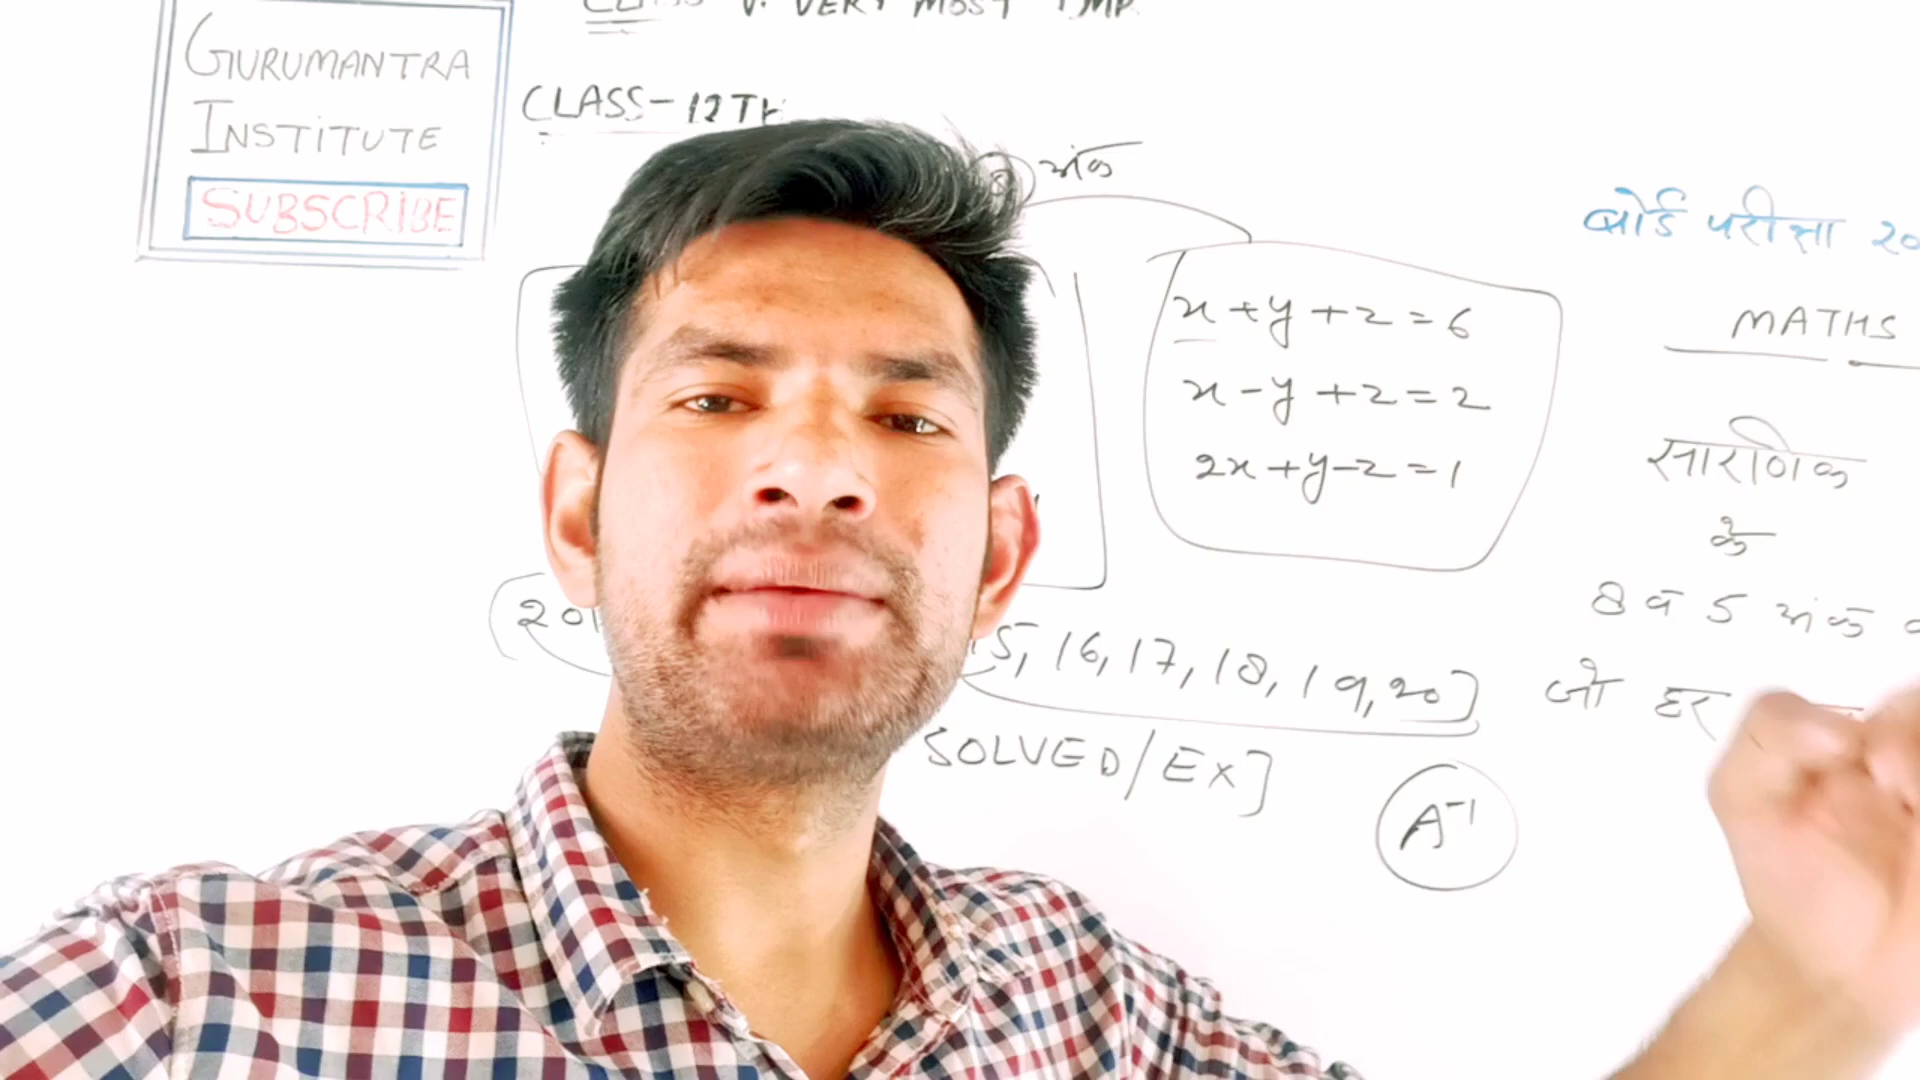 V. VERY MOST IMP
GURUMANTRA
INSTITUTE
SUBSCRIBE
CLASS-12TH
अंक
x+y+z=6
x-y+z=2
2x+y-z=1
बोर्ड परीक्षा 20
MATHS
सारणिक
के
8 व 5 अंक
जो हर
201
15, 16, 17, 18, 19, 20]
SOLVED/EX]
A⁻¹